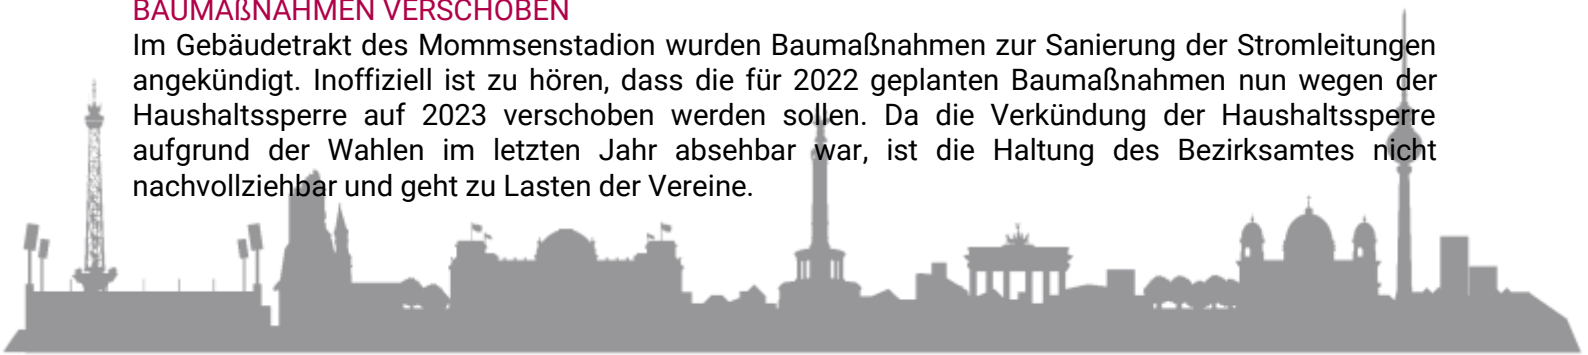 BAUMAßNAHMEN VERSCHOBEN
Im Gebäudetrakt des Mommsenstadion wurden Baumaßnahmen zur Sanierung der Stromleitungen
angekündigt. Inoffiziell ist zu hören, dass die für 2022 geplanten Baumaßnahmen nun wegen der
Haushaltssperre auf 2023 verschoben werden sollen. Da die Verkündung der Haushaltssperre
aufgrund der Wahlen im letzten Jahr absehbar war, ist die Haltung des Bezirksamtes nicht
nachvollziehbar und geht zu Lasten der Vereine.